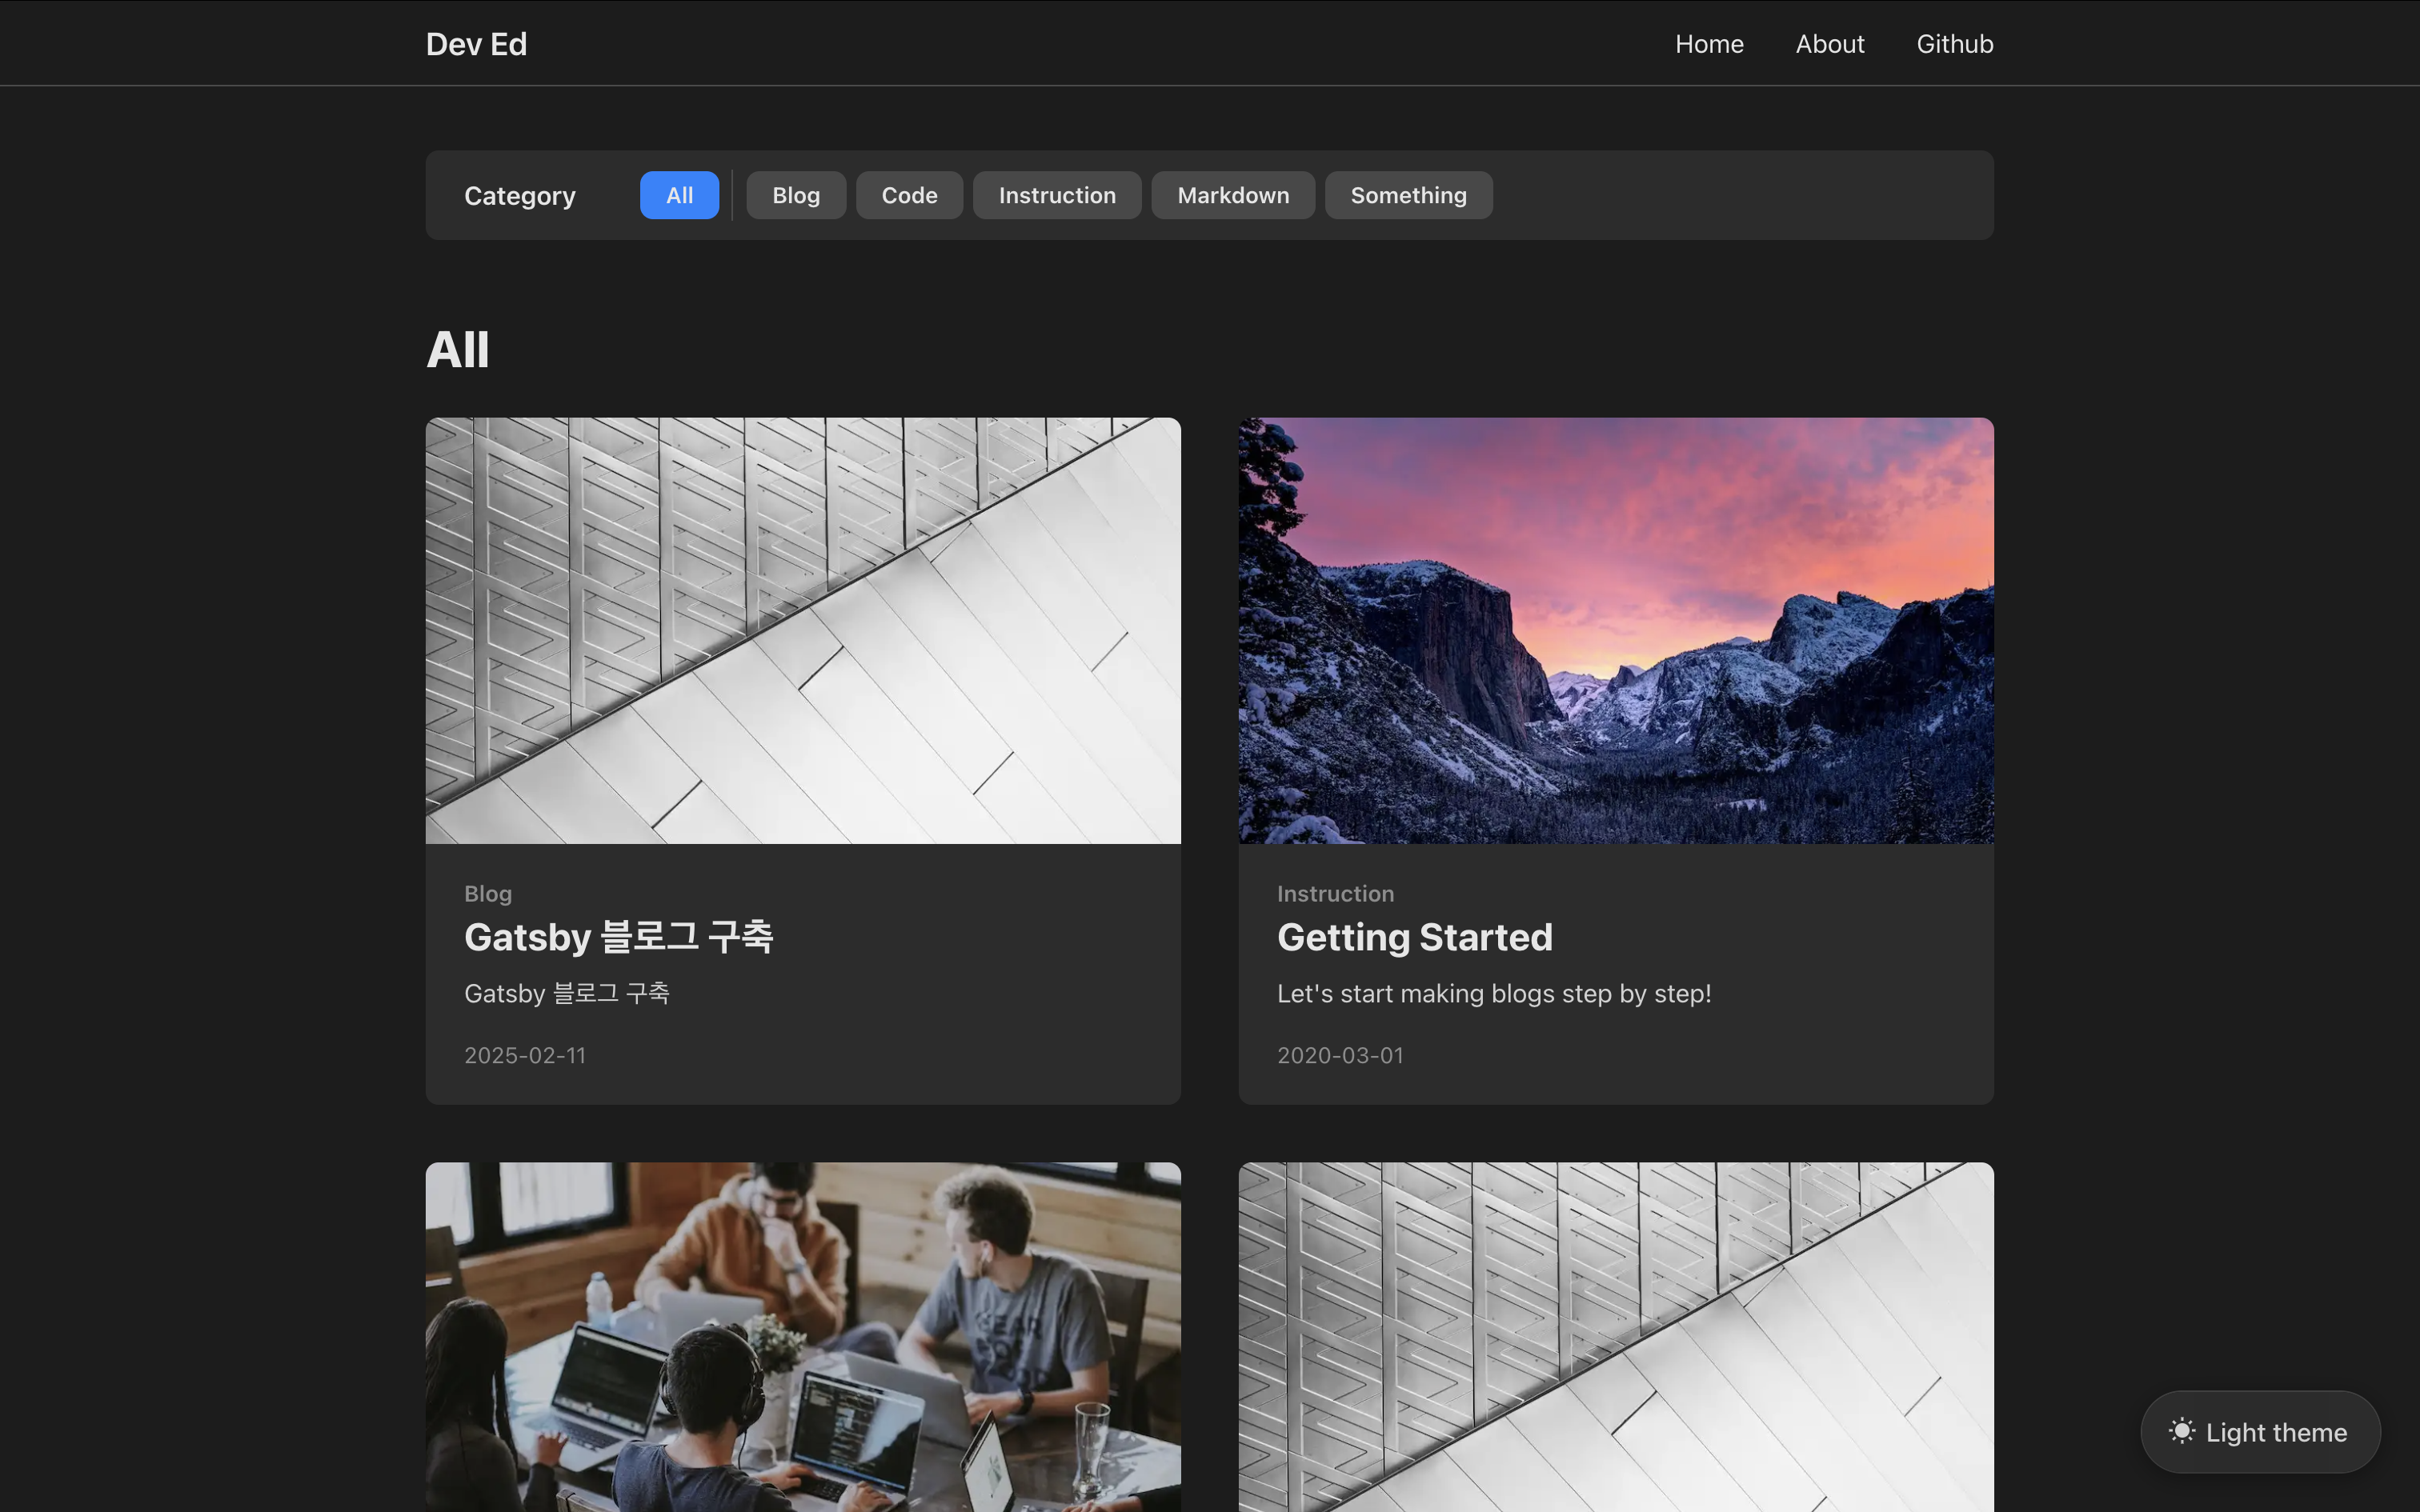 Dev Ed
Home
About
Github
Category
All
Blog
Code
Instruction
Markdown
Something
All
Blog
Gatsby 블로그 구축
Gatsby 블로그 구축
2025-02-11
Instruction
Getting Started
Let's start making blogs step by step!
2020-03-01
Light theme